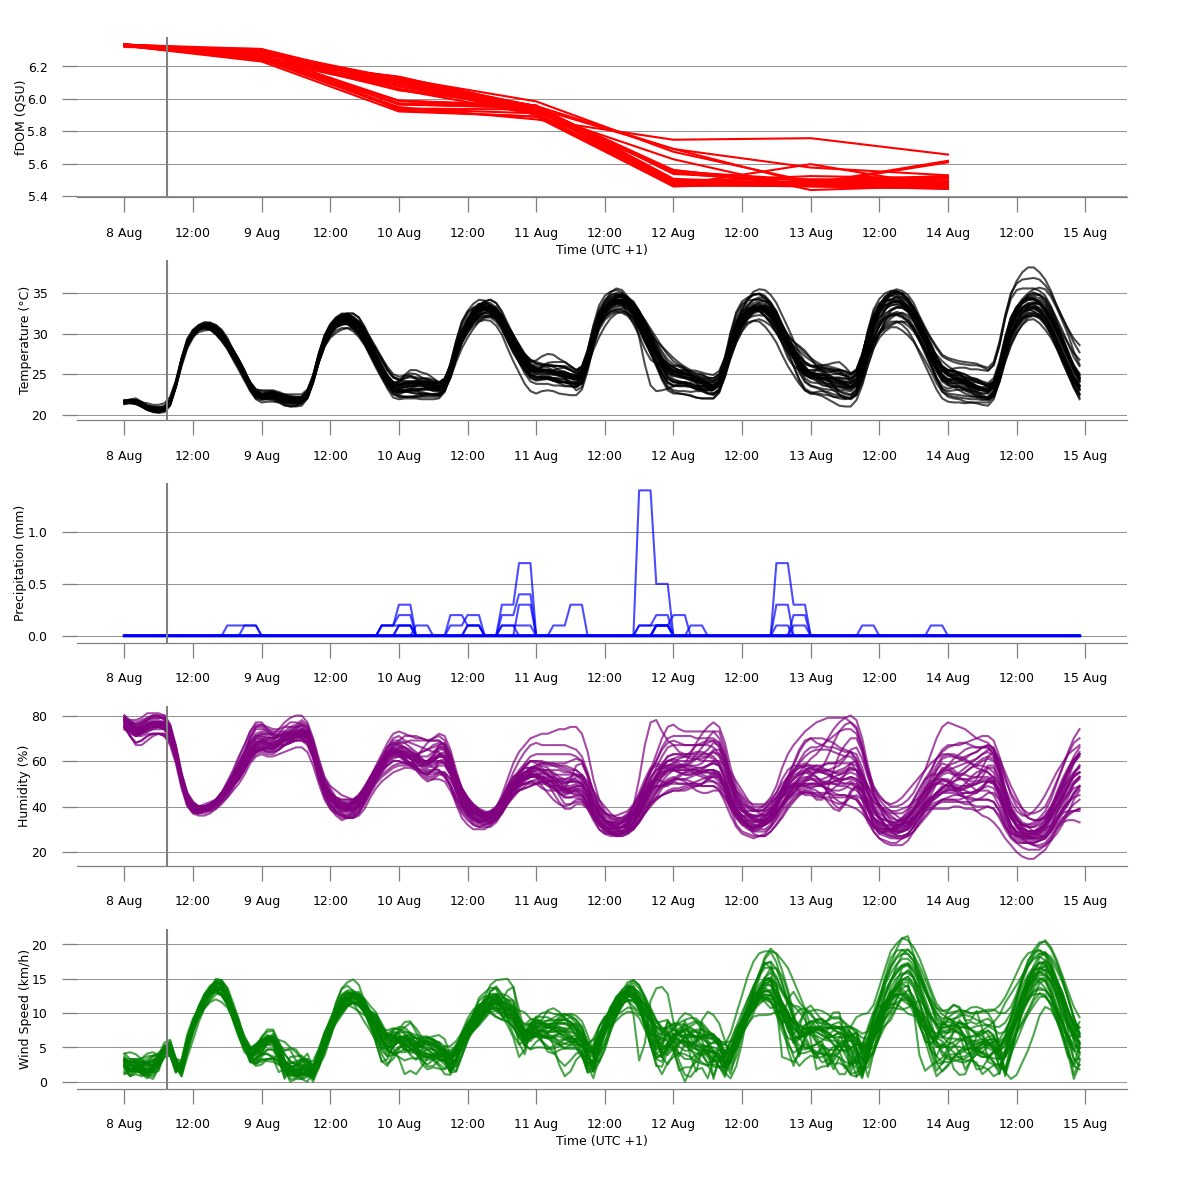 fDOM (QSU)
6.2
6.0
5.8
5.6
5.4
8 Aug 12:00 9 Aug 12:00 10 Aug 12:00 11 Aug 12:00 12 Aug 12:00 13 Aug 12:00 14 Aug 12:00 15 Aug
Time (UTC +1)
Temperature (°C)
35
30
25
20
8 Aug 12:00 9 Aug 12:00 10 Aug 12:00 11 Aug 12:00 12 Aug 12:00 13 Aug 12:00 14 Aug 12:00 15 Aug
Precipitation (mm)
1.0
0.5
0.0
8 Aug 12:00 9 Aug 12:00 10 Aug 12:00 11 Aug 12:00 12 Aug 12:00 13 Aug 12:00 14 Aug 12:00 15 Aug
Humidity (%)
80
60
40
20
8 Aug 12:00 9 Aug 12:00 10 Aug 12:00 11 Aug 12:00 12 Aug 12:00 13 Aug 12:00 14 Aug 12:00 15 Aug
Wind Speed (km/h)
20
15
10
5
0
8 Aug 12:00 9 Aug 12:00 10 Aug 12:00 11 Aug 12:00 12 Aug 12:00 13 Aug 12:00 14 Aug 12:00 15 Aug
Time (UTC +1)